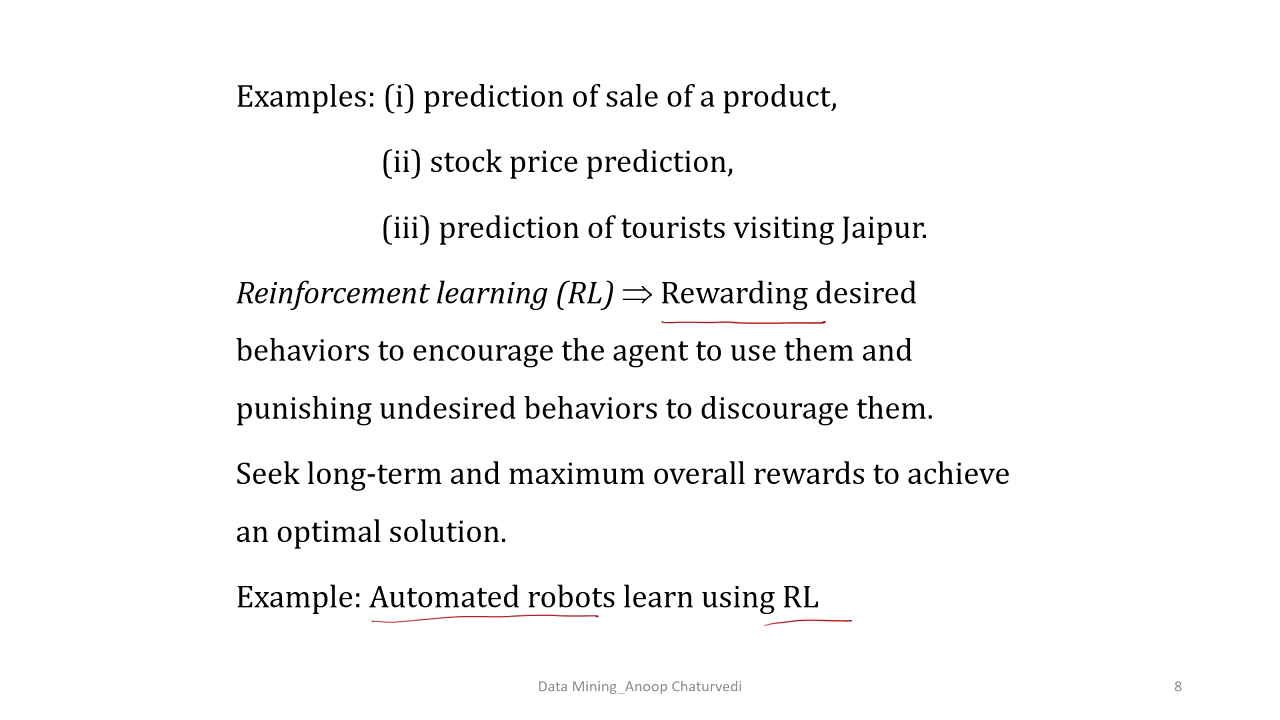 Examples: (i) prediction of sale of a product,
(ii) stock price prediction,
(iii) prediction of tourists visiting Jaipur.
Reinforcement learning (RL) ⟹ Rewarding desired
behaviors to encourage the agent to use them and
punishing undesired behaviors to discourage them.
Seek long-term and maximum overall rewards to achieve
an optimal solution.
Example: Automated robots learn using RL
Data Mining_Anoop Chaturvedi
8